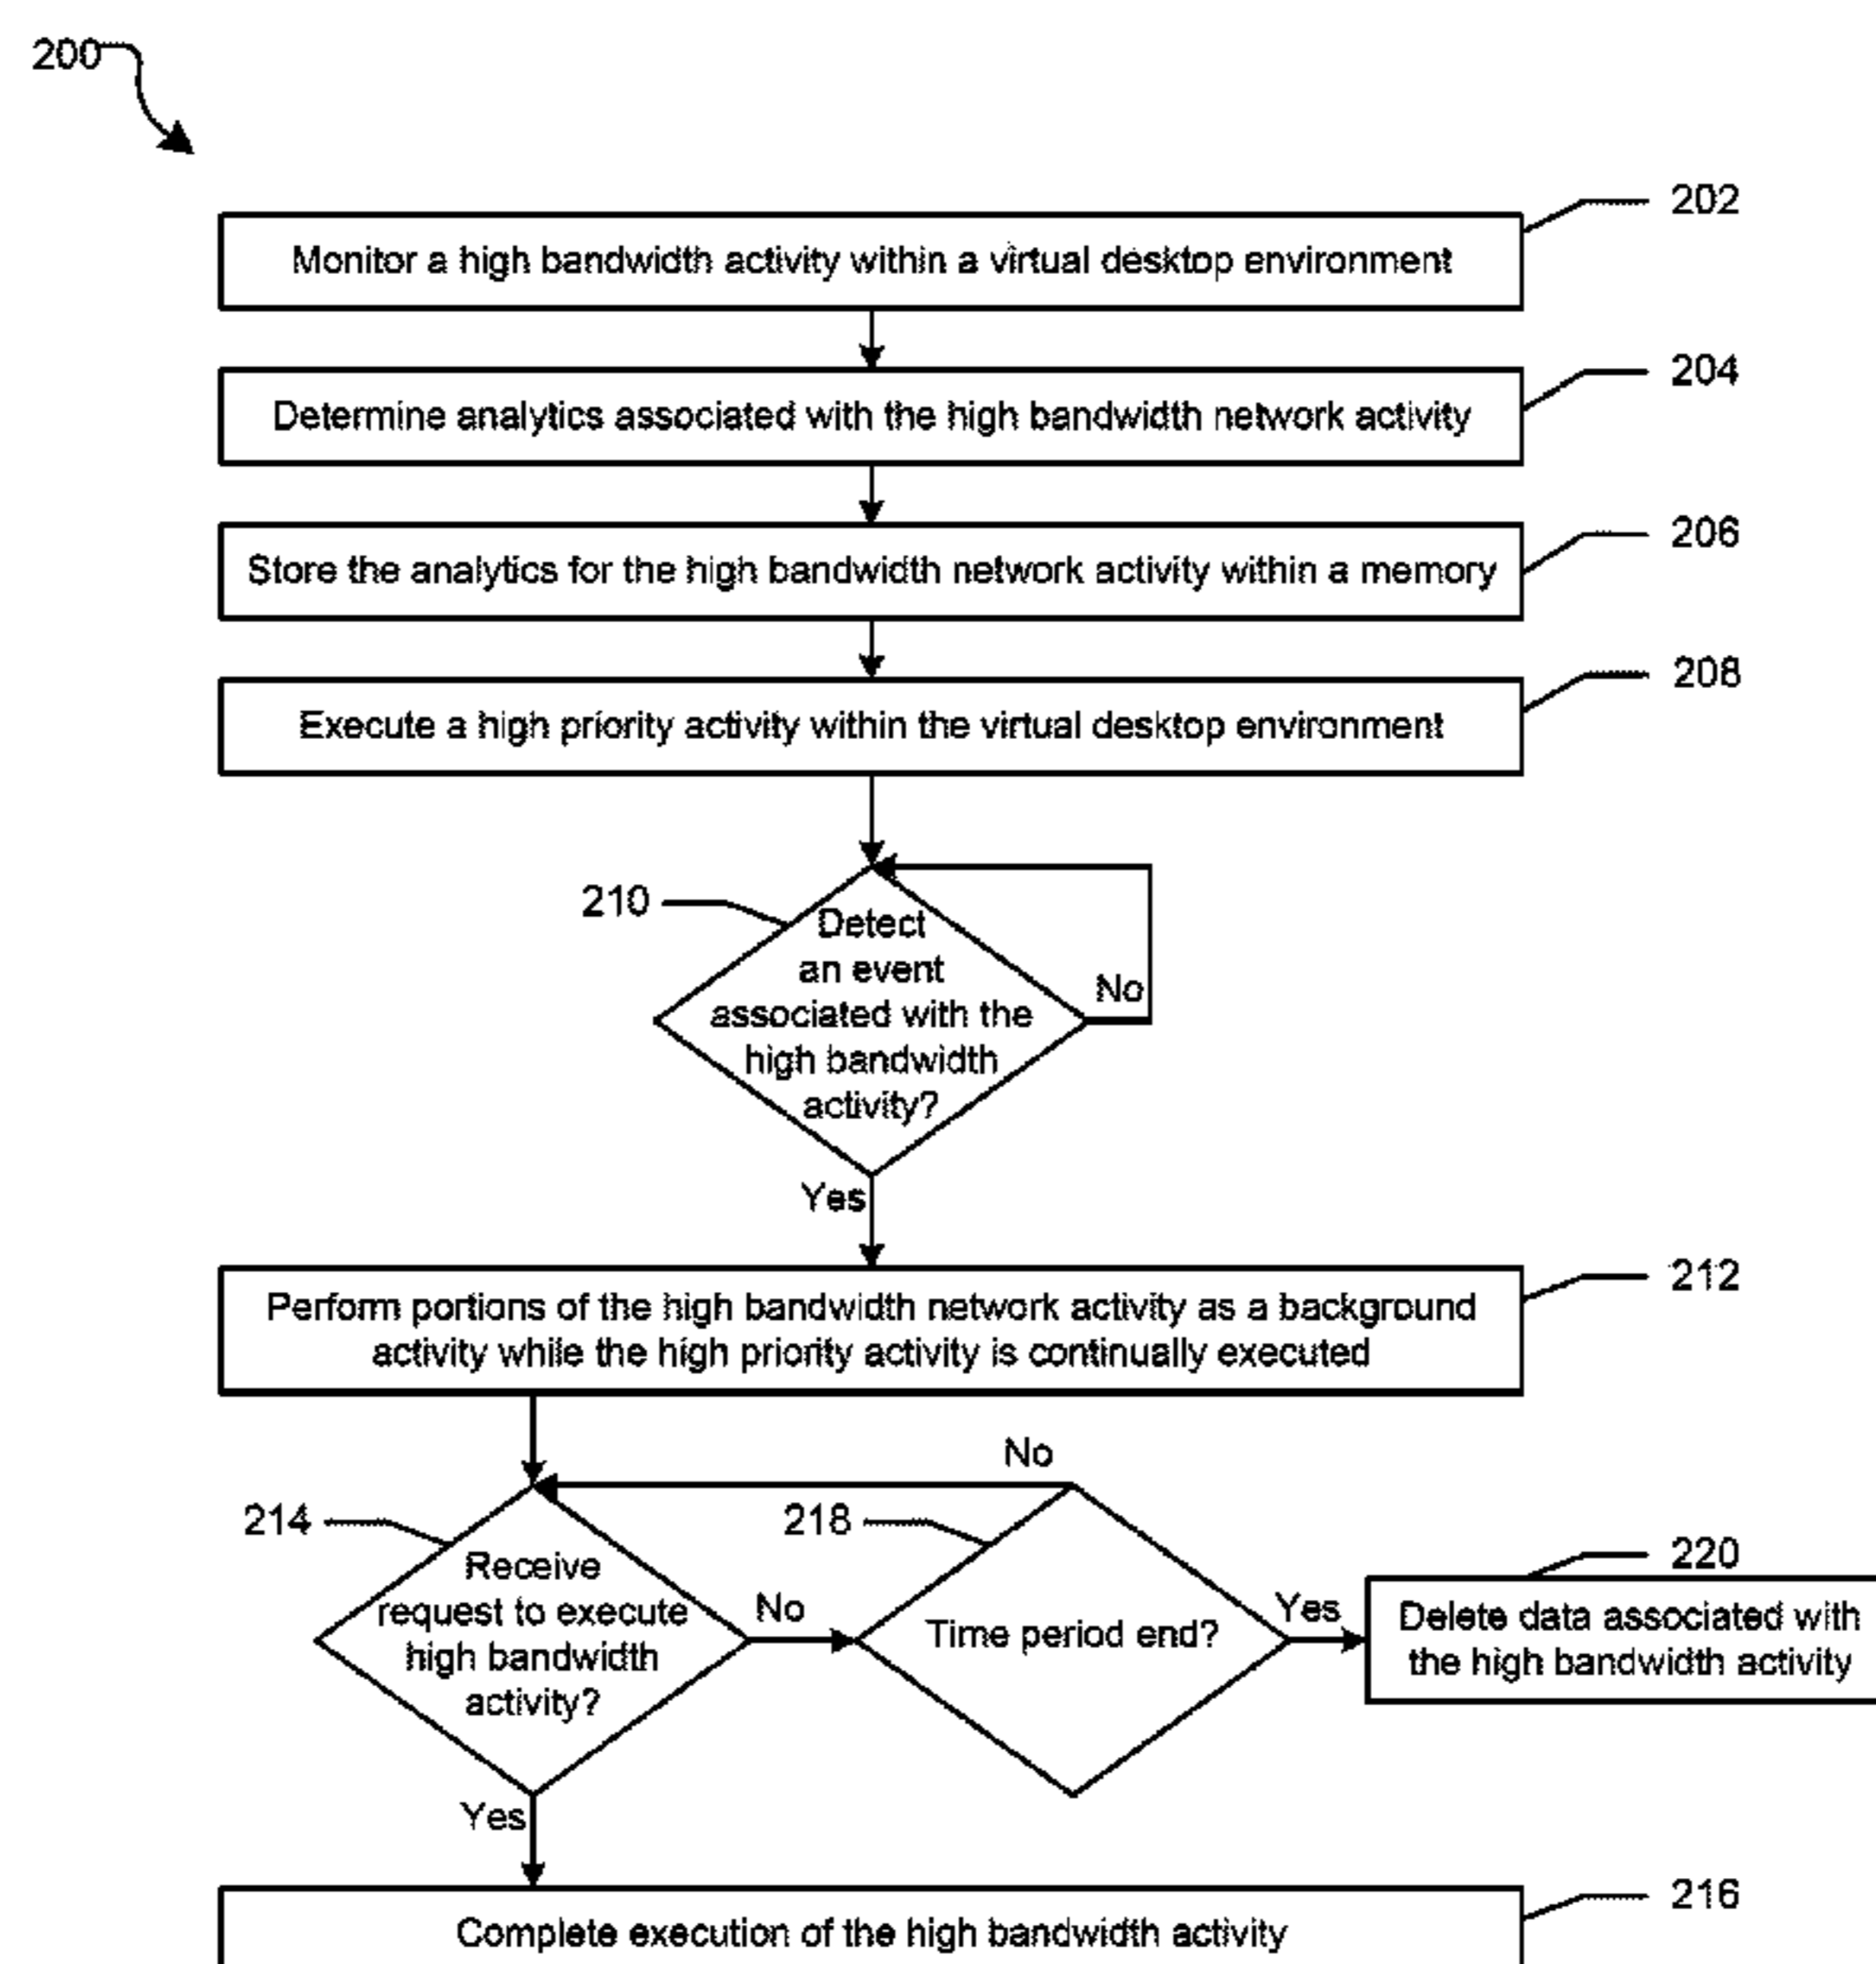 200
202
Monitor a high bandwidth activity within a virtual desktop environment
204
Determine analytics associated with the high bandwidth network activity
206
Store the analytics for the high bandwidth network activity within a memory
208
Execute a high priority activity within the virtual desktop environment
210
Detect
an event
associated with the
high bandwidth
activity?
No
Yes
212
Perform portions of the high bandwidth network activity as a background
activity while the high priority activity is continually executed
No
214
Receive
request to execute
high bandwidth
activity?
No
218
Time period end?
Yes
220
Delete data associated with
the high bandwidth activity
Yes
216
Complete execution of the high bandwidth activity